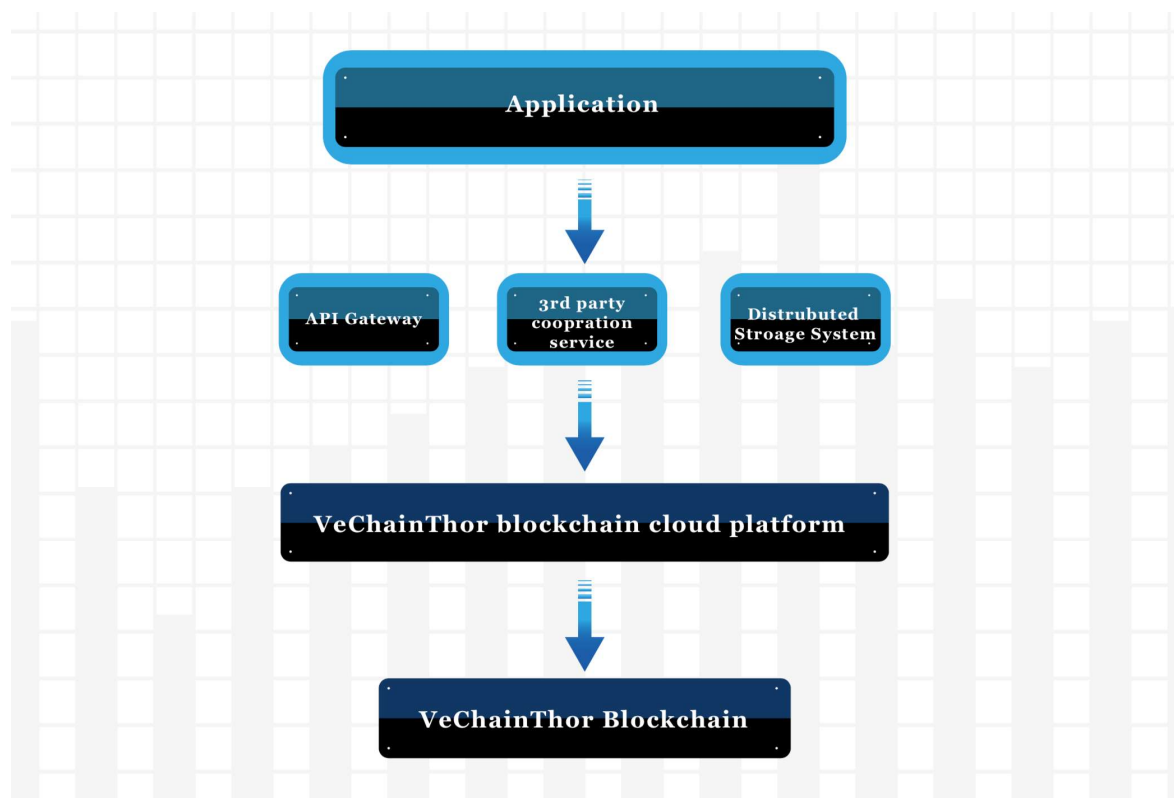 Application
API Gateway
3rd party
coopration
service
Distrubuted
Stroage System
VeChainThor blockchain cloud platform
VeChainThor Blockchain